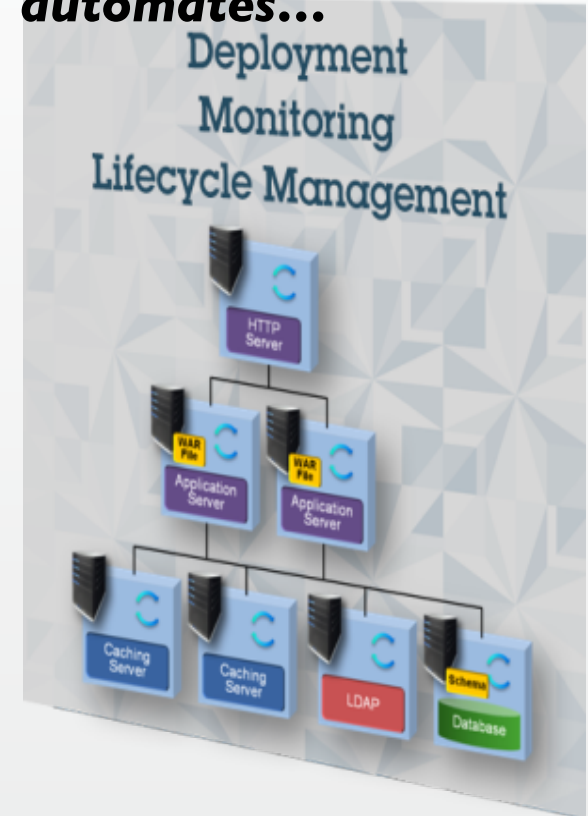 automates...
Deployment
Monitoring
Lifecycle Management
HTTP
Server
WAR
File
Application
Server
WAR
File
Application
Server
Caching
Server
Caching
Server
LDAP
Schema
Database